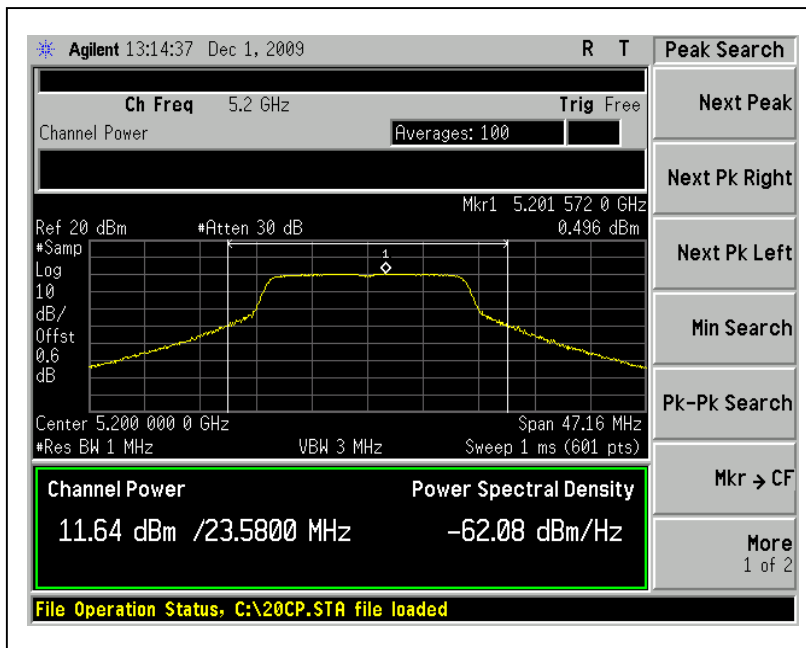 Agilent 13:14:37 Dec 1, 2009 R T
Peak Search
Ch Freq 5.2 GHz Trig Free
Channel Power Averages: 100
Mkr1 5.201 572 0 GHz
Ref 20 dBm #Atten 30 dB 0.496 dBm
#Samp
Log
10
dB/
Offst
0.6
dB
1
Center 5.200 000 0 GHz Span 47.16 MHz
#Res BW 1 MHz VBW 3 MHz Sweep 1 ms (601 pts)
Channel Power Power Spectral Density
11.64 dBm /23.5800 MHz -62.08 dBm/Hz
File Operation Status, C:\20CP.STA file loaded
Next Peak
Next Pk Right
Next Pk Left
Min Search
Pk-Pk Search
Mkr → CF
More
1 of 2